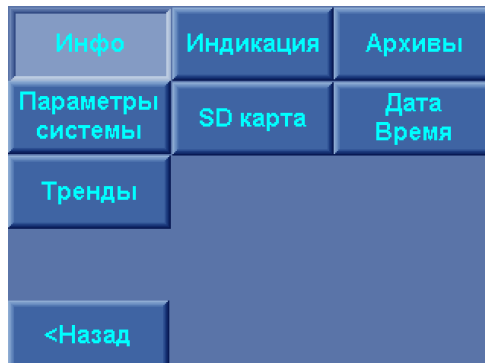 Инфо
Индикация
Архивы
Параметры
системы
SD карта
Дата
Время
Тренды
<Назад